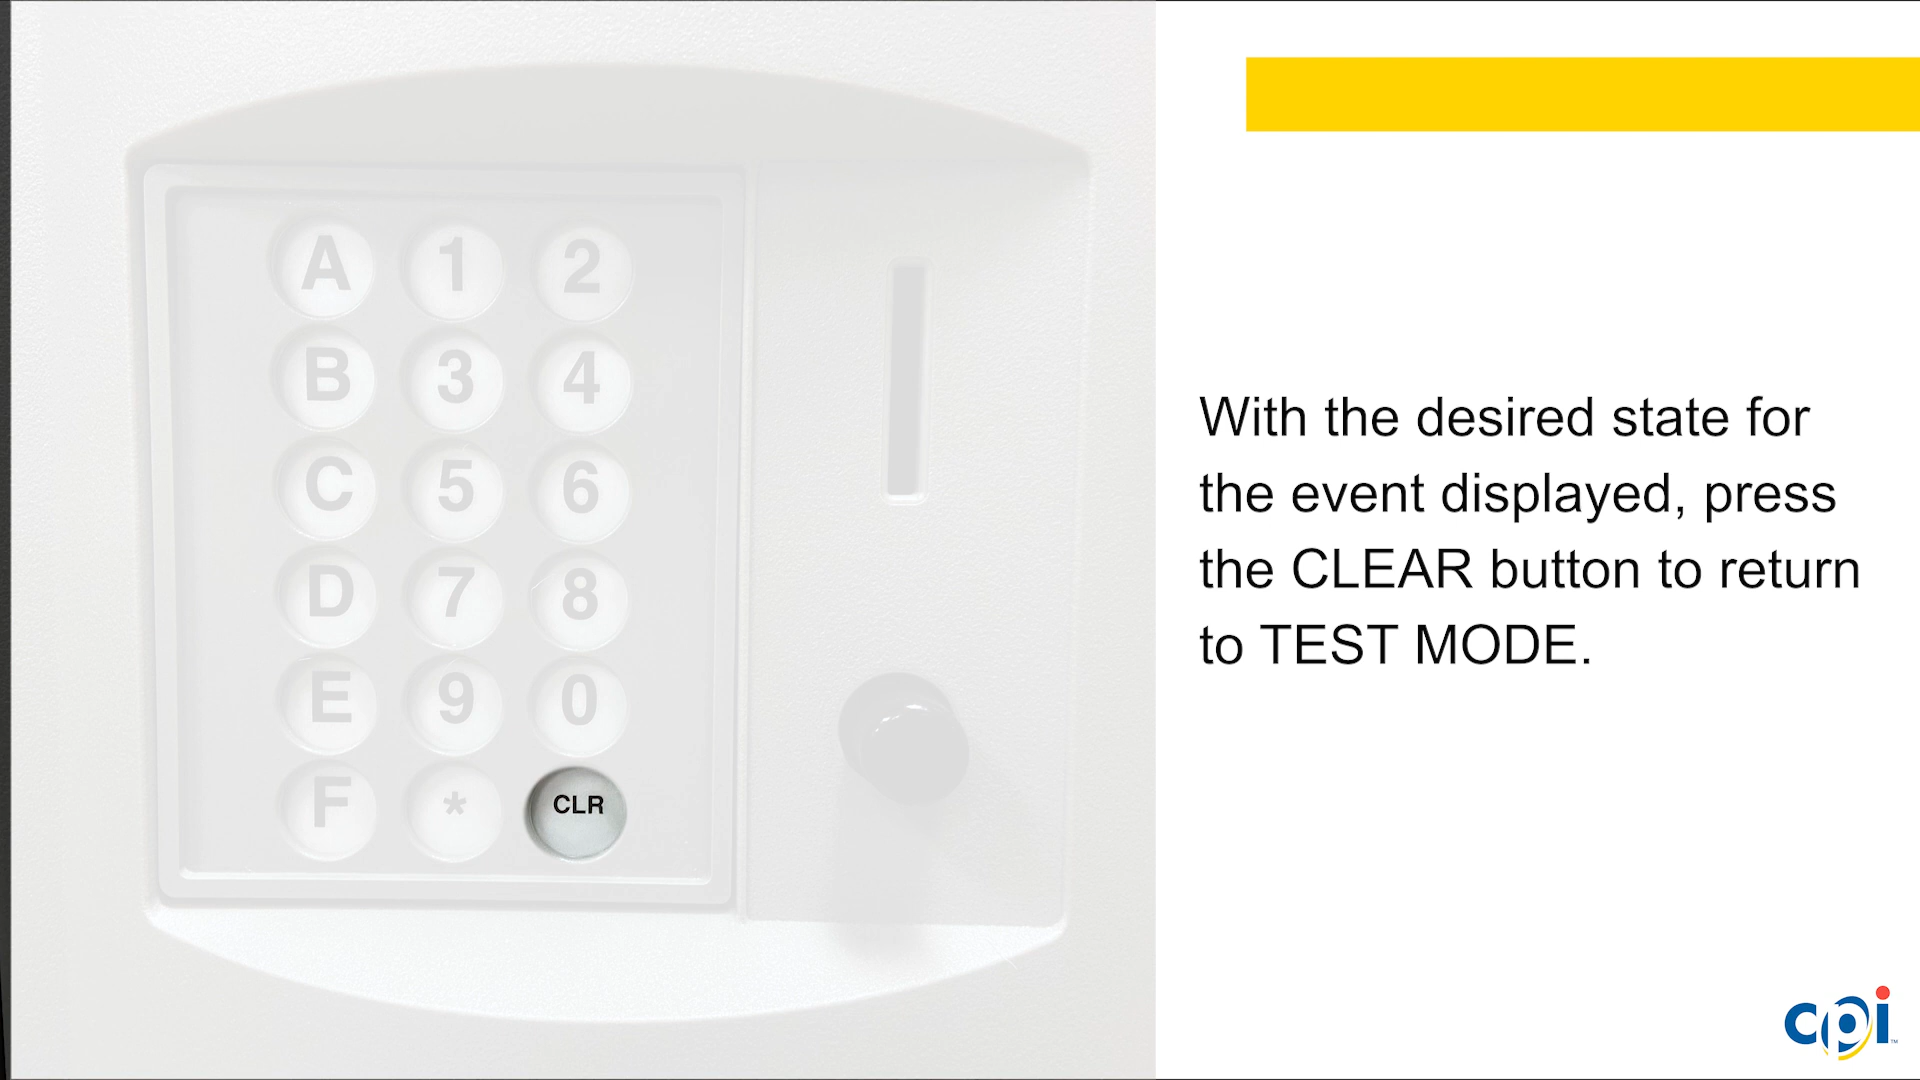 A 1 2
B 3 4
C 5 6
D 7 8
E 9 0
F * CLR
With the desired state for
the event displayed, press
the CLEAR button to return
to TEST MODE.
cpi™